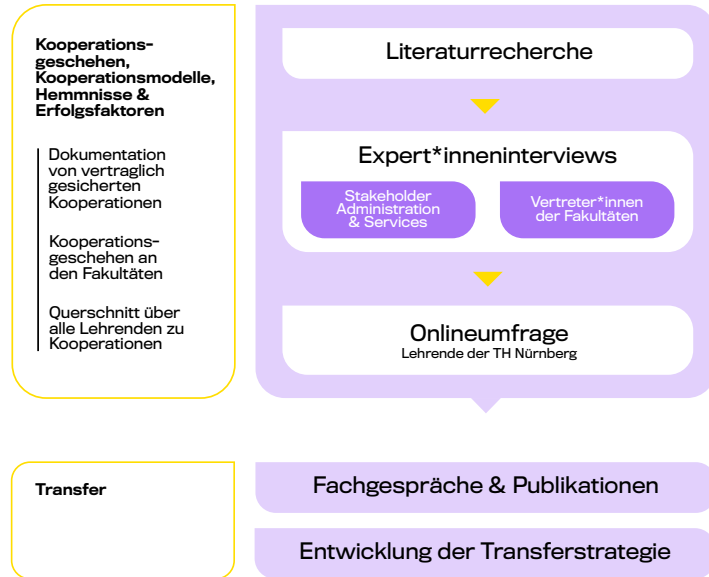 Kooperations-
geschehen,
Kooperationsmodelle,
Hemmnisse &
Erfolgsfaktoren
Dokumentation
von vertraglich
gesicherten
Kooperationen
Kooperations-
geschehen an
den Fakultäten
Querschnitt über
alle Lehrenden zu
Kooperationen
Literaturrecherche
Expert*inneninterviews
Stakeholder
Administration
& Services
Vertreter*innen
der Fakultäten
Onlineumfrage
Lehrende der TH Nürnberg
Transfer
Fachgespräche & Publikationen
Entwicklung der Transferstrategie